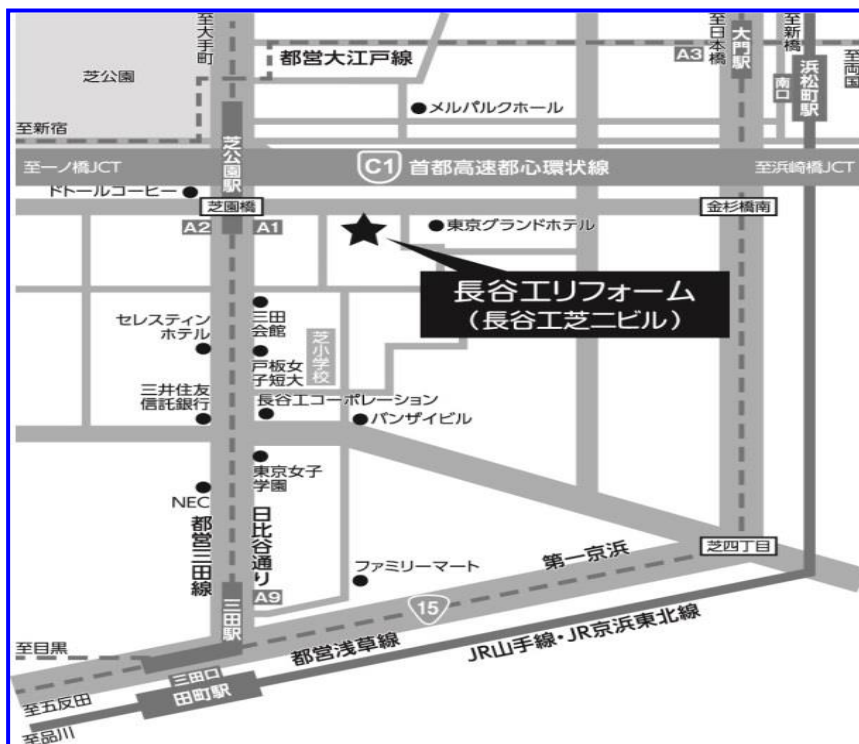 至大手町
都営大江戸線
A3
至日本橋
大門駅
至新橋
浜松町駅
至両国
南口
芝公園
メルパルクホール
至新宿
芝公園駅
至一ノ橋JCT
C1
首都高速都心環状線
至浜崎橋JCT
ドトールコーヒー
芝園橋
金杉橋南
A2
A1
東京グランドホテル
長谷工リフォーム
(長谷工芝二ビル)
セレスティン
ホテル
三田
会館
芝小学校
戸板女
子短大
三井住友
信託銀行
長谷工コーポレーション
バンザイビル
東京女子
学園
NEC
都営三田線
日比谷通り
ファミリーマート
第一京浜
芝四丁目
A9
15
三田駅
至目黒
都営浅草線
JR山手線・JR京浜東北線
三田口
田町駅
至五反田
至品川